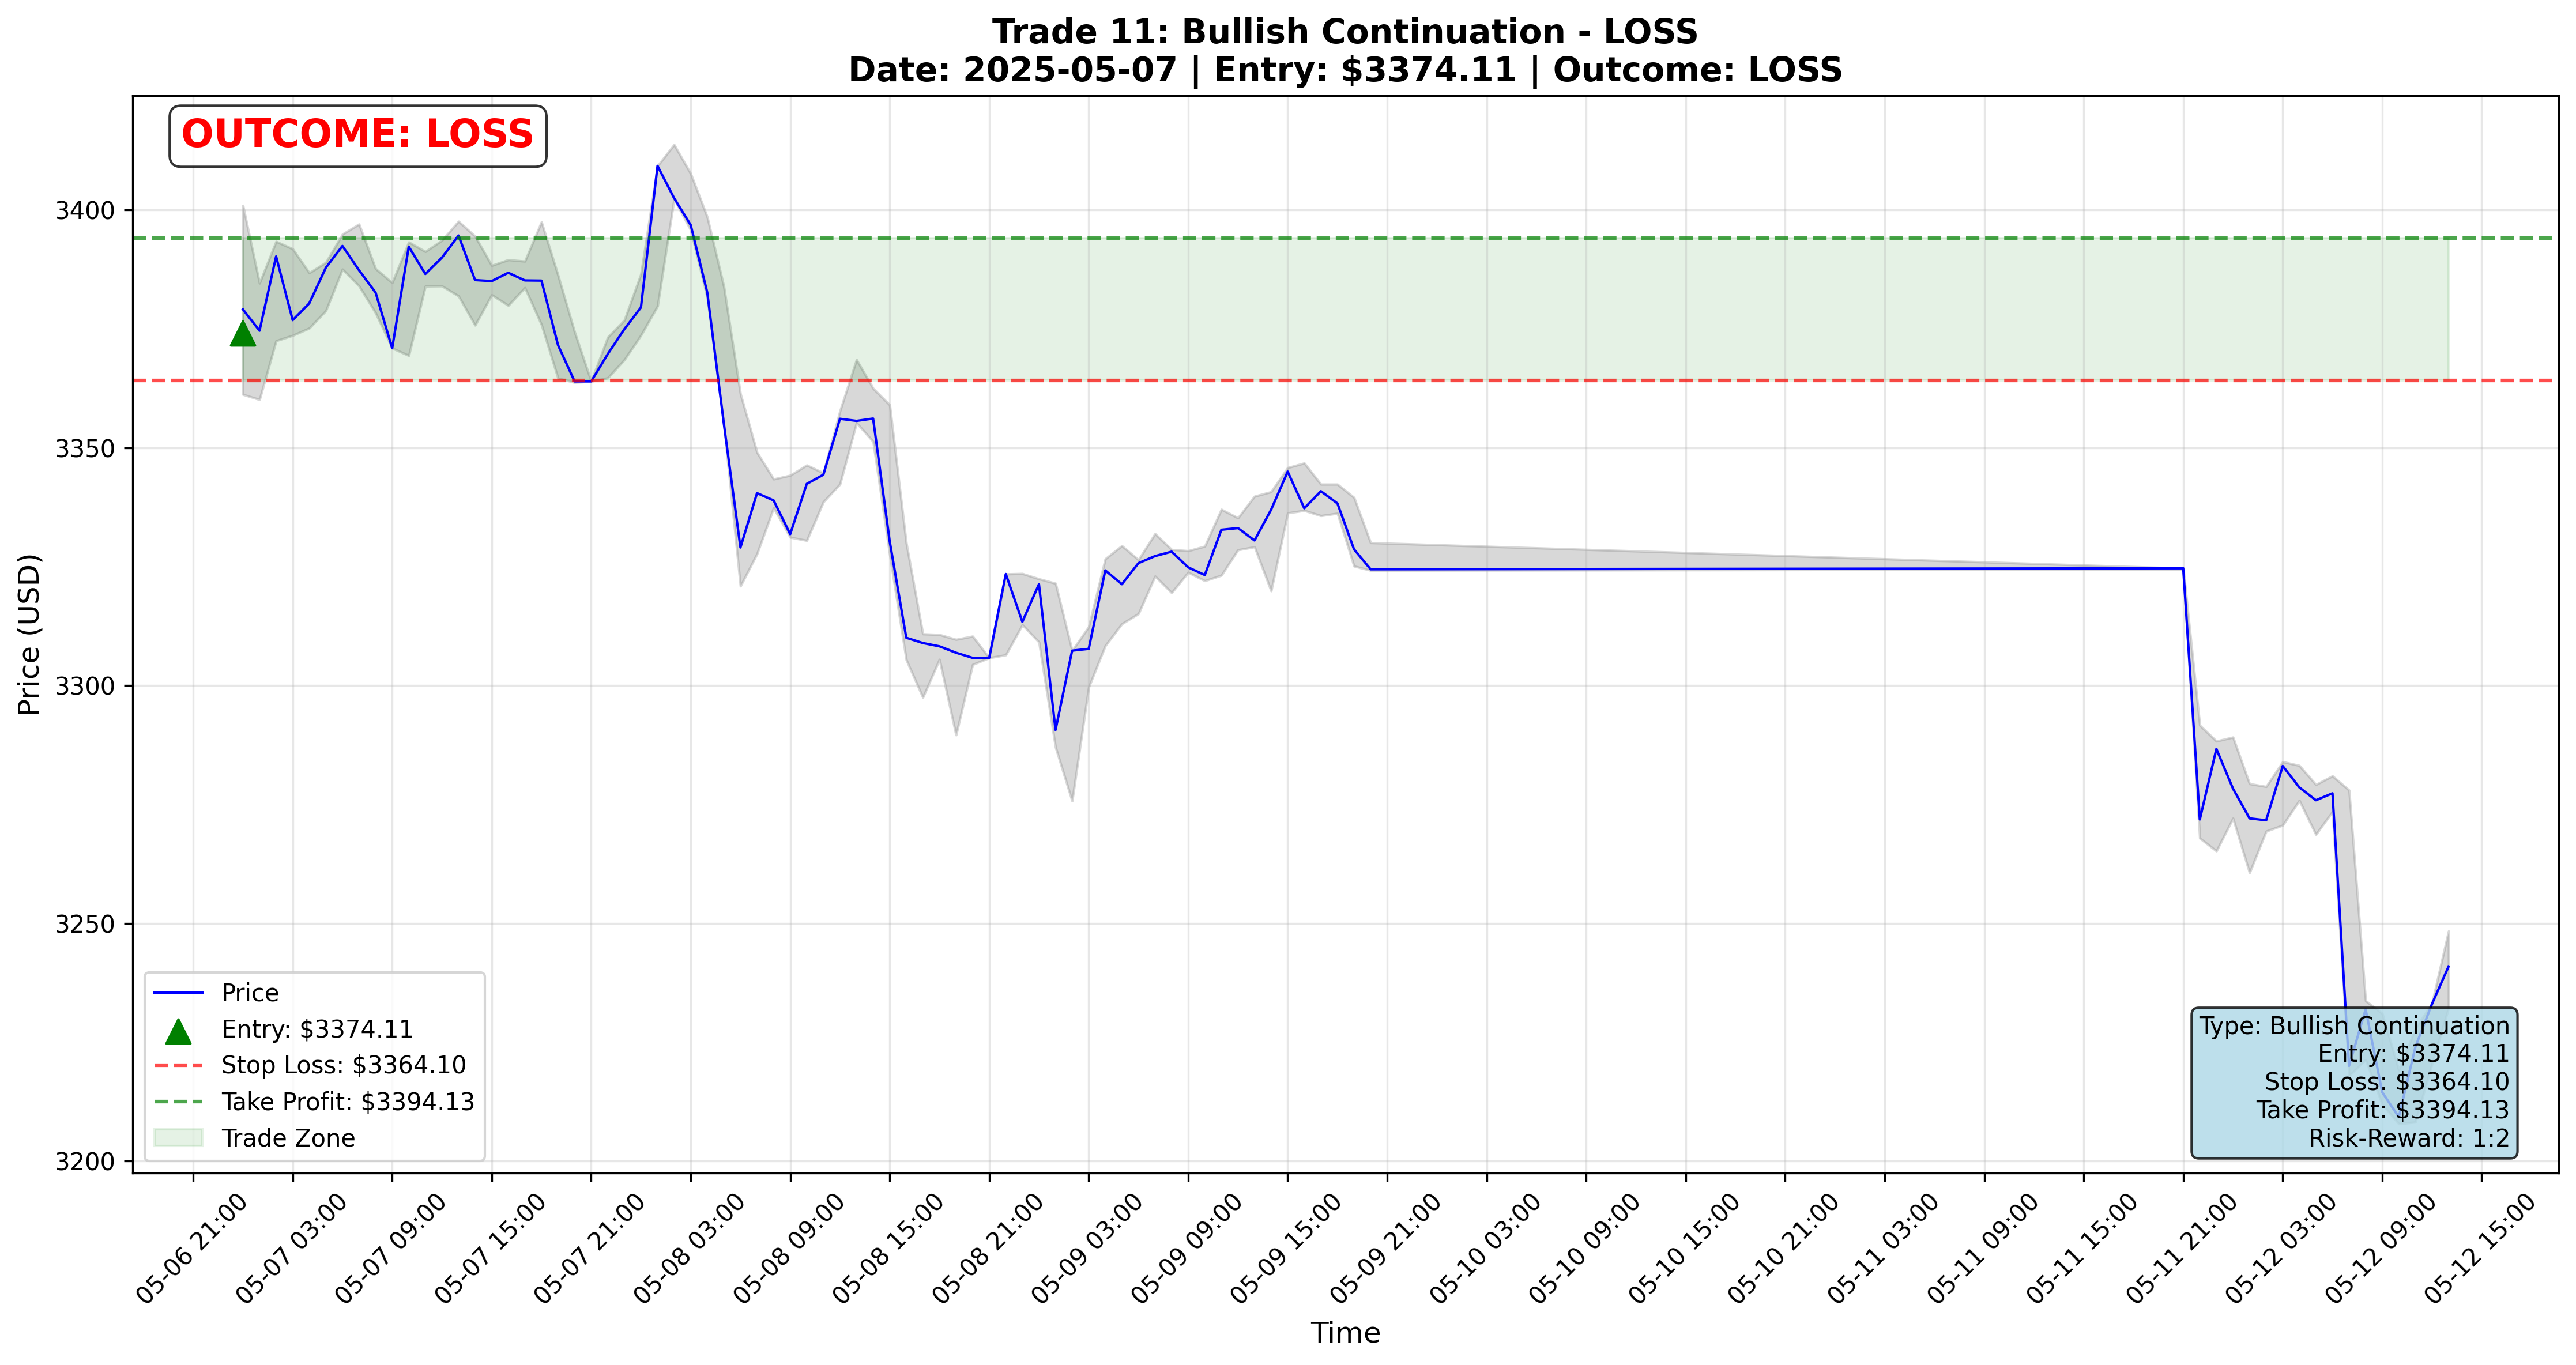 Trade 11: Bullish Continuation - LOSS
Date: 2025-05-07 | Entry: $3374.11 | Outcome: LOSS
OUTCOME: LOSS
Price (USD)
3400
3350
3300
3250
3200
Price
Entry: $3374.11
Stop Loss: $3364.10
Take Profit: $3394.13
Trade Zone
Type: Bullish Continuation
Entry: $3374.11
Stop Loss: $3364.10
Take Profit: $3394.13
Risk-Reward: 1:2
05-06 21:00
05-07 03:00
05-07 09:00
05-07 15:00
05-07 21:00
05-08 03:00
05-08 09:00
05-08 15:00
05-08 21:00
05-09 03:00
05-09 09:00
05-09 15:00
05-09 21:00
05-10 03:00
05-10 09:00
05-10 15:00
05-10 21:00
05-11 03:00
05-11 09:00
05-11 15:00
05-11 21:00
05-12 03:00
05-12 09:00
05-12 15:00
Time